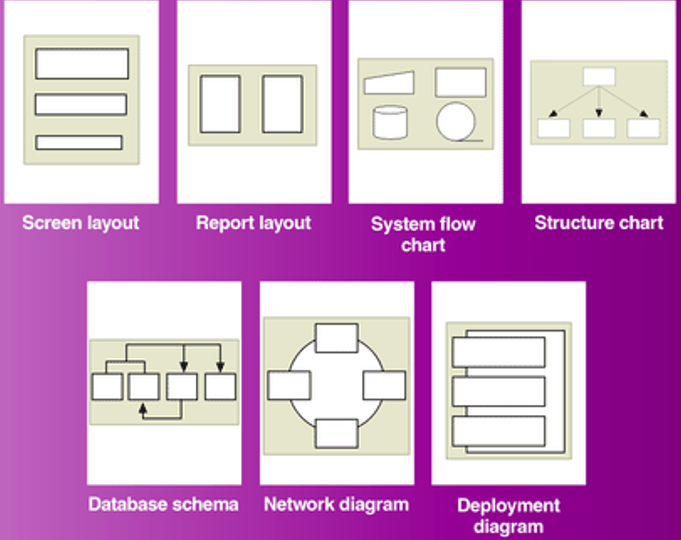 Screen layout
Report layout
System flow
chart
Structure chart
Database schema
Network diagram
Deployment
diagram